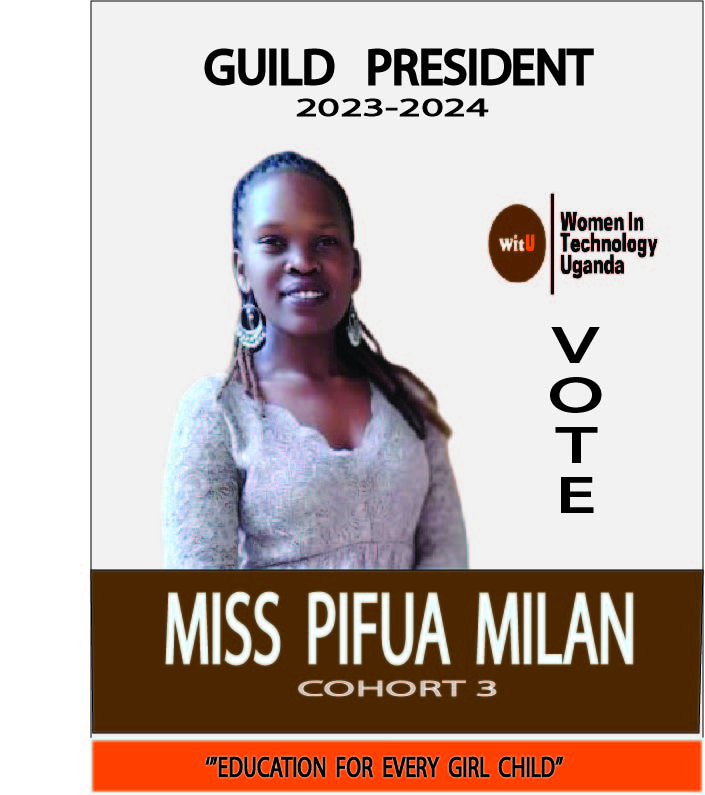 GUILD PRESIDENT
2023-2024
witU
Women In
Technology
Uganda
V
O
T
E
MISS PIFUA MILAN
COHORT 3
“”EDUCATION FOR EVERY GIRL CHILD”